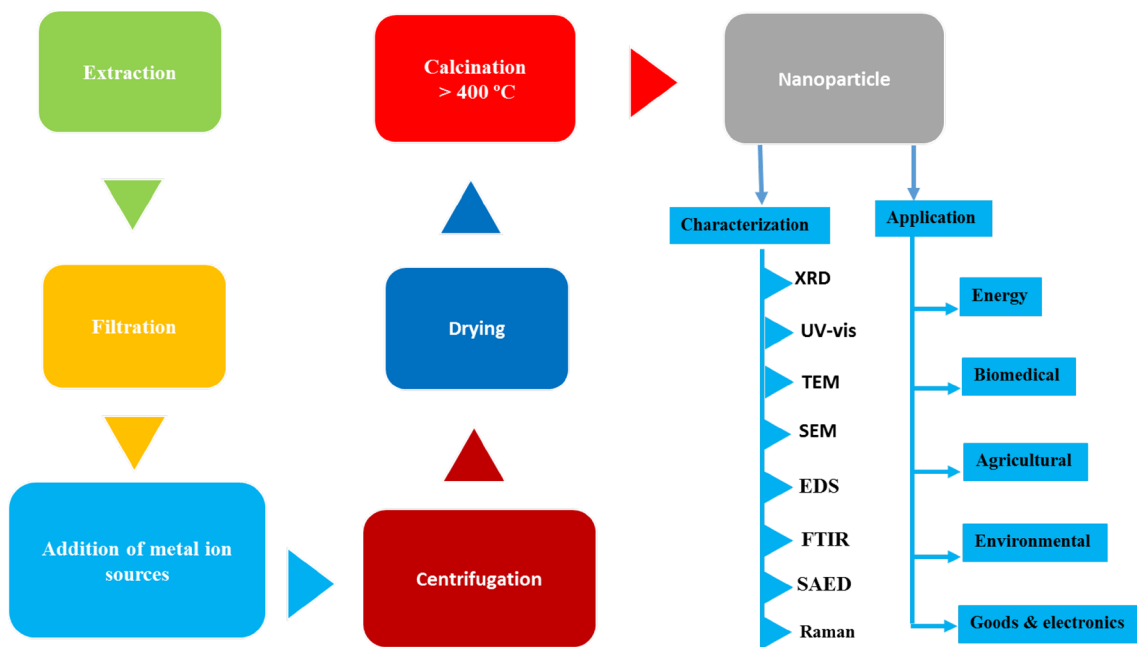 Extraction
Filtration
Addition of metal ion
sources
Centrifugation
Drying
Calcination
> 400 ºC
Nanoparticle
Characterization
XRD
UV-vis
TEM
SEM
EDS
FTIR
SAED
Raman
Application
Energy
Biomedical
Agricultural
Environmental
Goods & electronics